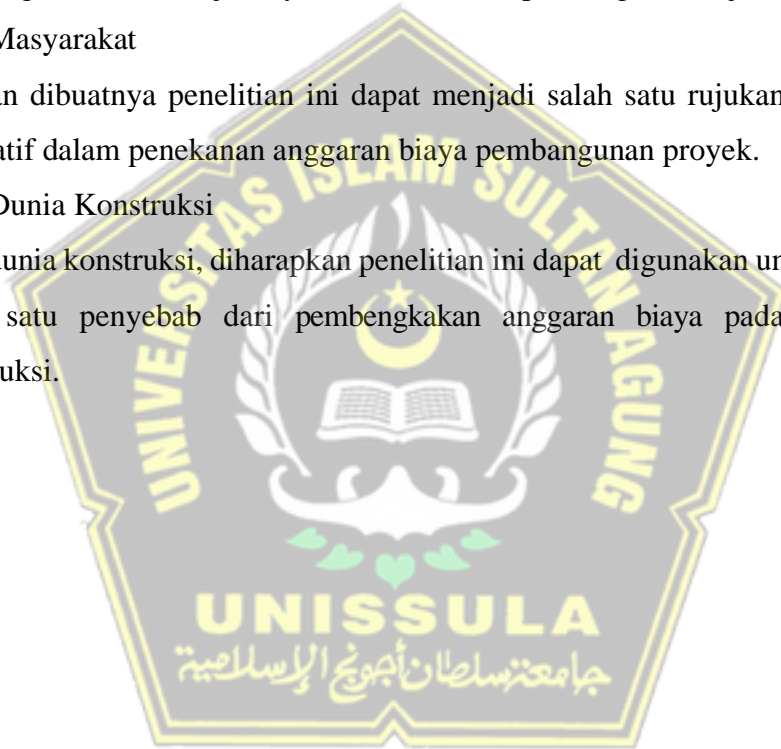 Masyarakat
an dibuatnya penelitian ini dapat menjadi salah satu rujukan
atif dalam penekanan anggaran biaya pembangunan proyek.
Dunia Konstruksi
dunia konstruksi, diharapkan penelitian ini dapat digunakan un
satu penyebab dari pembengkakan anggaran biaya pada
uksi.
UNIVERSITAS ISLAM SULTAN AGUNG
UNISSULA
جامعة سلطان أجونج الإسلامية